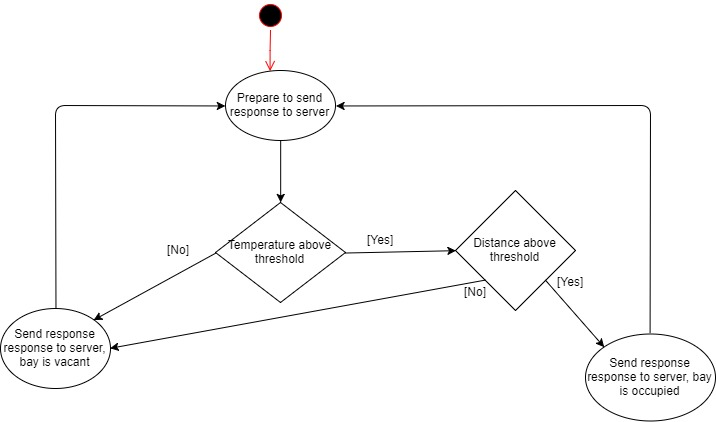 Prepare to send
response to server
Temperature above
threshold
[No]
[Yes]
Distance above
threshold
[No]
[Yes]
Send response
response to server,
bay is vacant
Send response
response to server, bay
is occupied